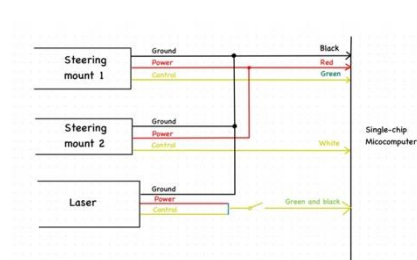 Steering
mount 1
Ground
Power
Control
Black
Red
Green
Steering
mount 2
Ground
Power
Control
White
Single-chip
Micocomputer
Laser
Ground
Power
Control
Green and black